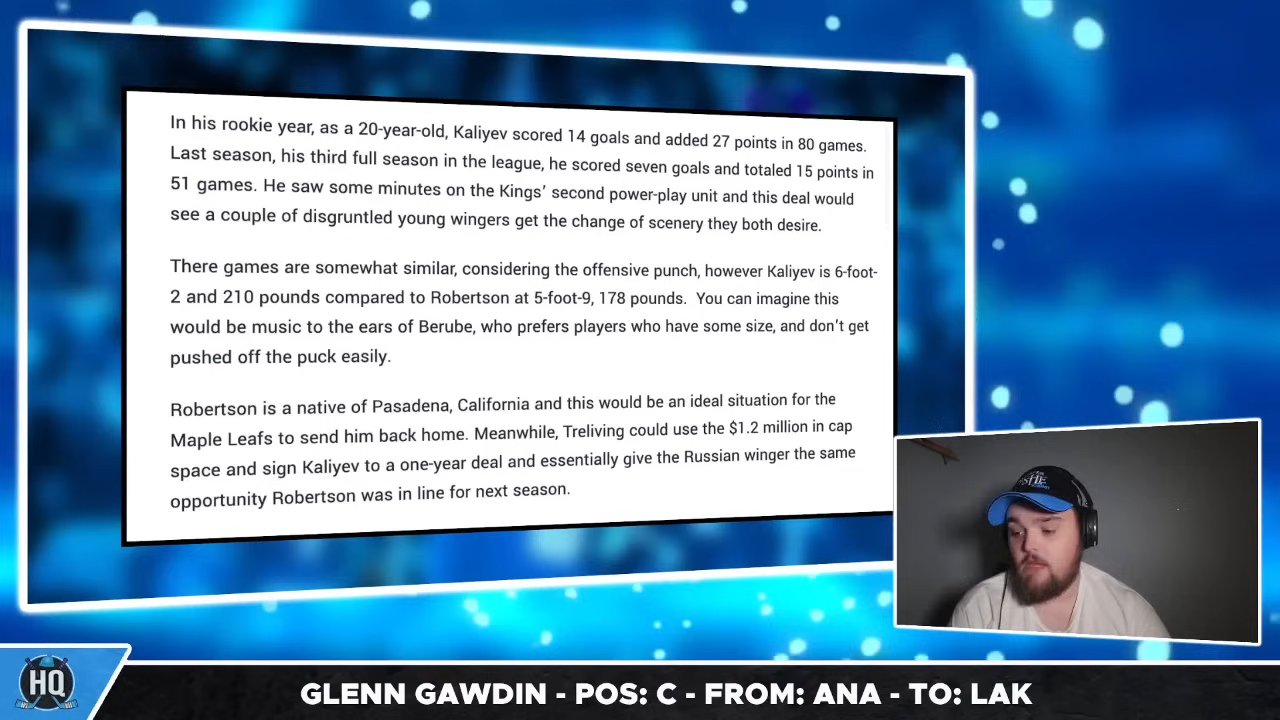 In his rookie year, as a 20-year-old, Kaliyev scored 14 goals and added 27 points in 80 games.
Last season, his third full season in the league, he scored seven goals and totaled 15 points in
51 games. He saw some minutes on the Kings' second power-play unit and this deal would
see a couple of disgruntled young wingers get the change of scenery they both desire.
There games are somewhat similar, considering the offensive punch, however Kaliyev is 6-foot-
2 and 210 pounds compared to Robertson at 5-foot-9, 178 pounds. You can imagine this
would be music to the ears of Berube, who prefers players who have some size, and don't get
pushed off the puck easily.
Robertson is a native of Pasadena, California and this would be an ideal situation for the
Maple Leafs to send him back home. Meanwhile, Treliving could use the $1.2 million in cap
space and sign Kaliyev to a one-year deal and essentially give the Russian winger the same
opportunity Robertson was in line for next season.
HQ
GLENN GAWDIN - POS: C - FROM: ANA - TO: LAK